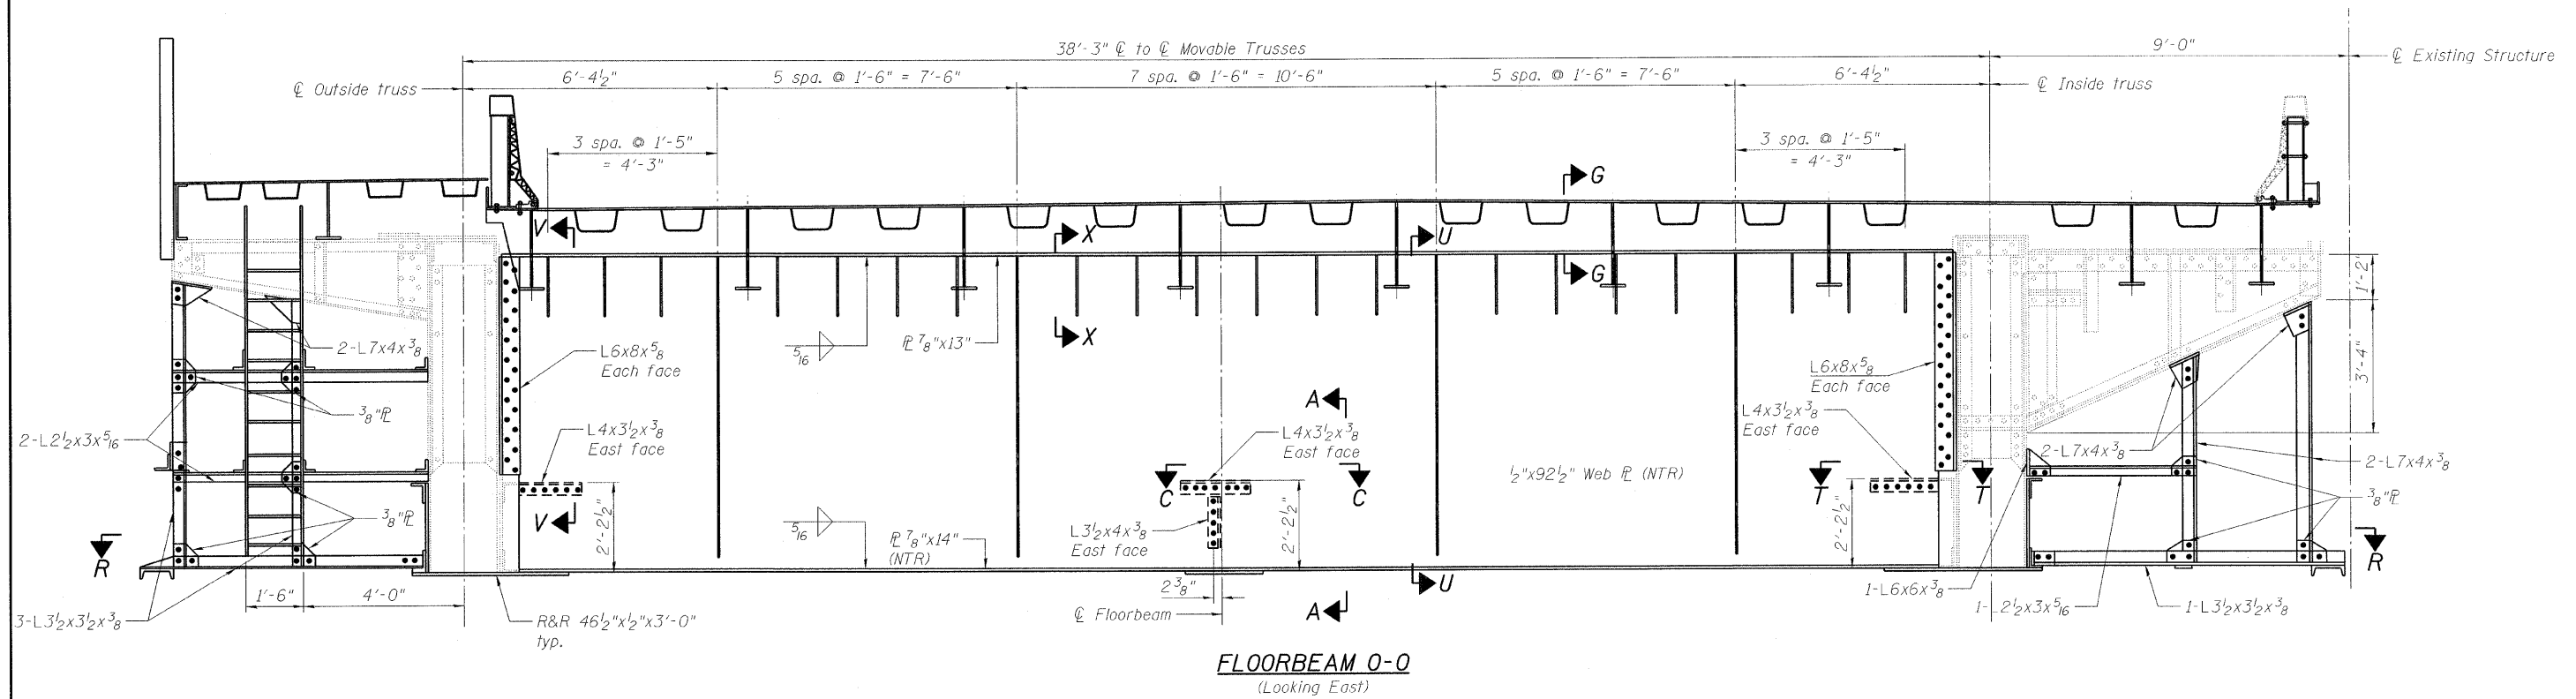 38'-3" ℄ to ℄ Movable Trusses
9'-0"
℄ Existing Structure
℄ Outside truss
6'-4½"
5 spa. @ 1'-6" = 7'-6"
7 spa. @ 1'-6" = 10'-6"
5 spa. @ 1'-6" = 7'-6"
6'-4½"
℄ Inside truss
3 spa. @ 1'-5"
= 4'-3"
3 spa. @ 1'-5"
= 4'-3"
G
V
X
U
G
1'-2"
3'-4"
X
5/16
℞ 7/8"x13"
2-L7x4x3/8
L6x8x5/8
Each face
L6x8x5/8
Each face
3/8"℞
A
2-L2½x3x5/16
L4x3½x3/8
East face
L4x3½x3/8
East face
L4x3½x3/8
East face
2-L7x4x3/8
2-L7x4x3/8
C
C
½"x92½" Web ℞ (NTR)
T
T
3/8"℞
3/8"℞
V
2'-2½"
5/16
℞ 7/8"x14"
(NTR)
L3½x4x3/8
East face
2'-2½"
2'-2½"
R
R
1'-6"
4'-0"
2 3/8"
U
A
1-L6x6x3/8
1-L2½x3x5/16
1-L3½x3½x3/8
3-L3½x3½x3/8
R&R 46½"x½"x3'-0"
typ.
℄ Floorbeam
FLOORBEAM 0-0
(Looking East)